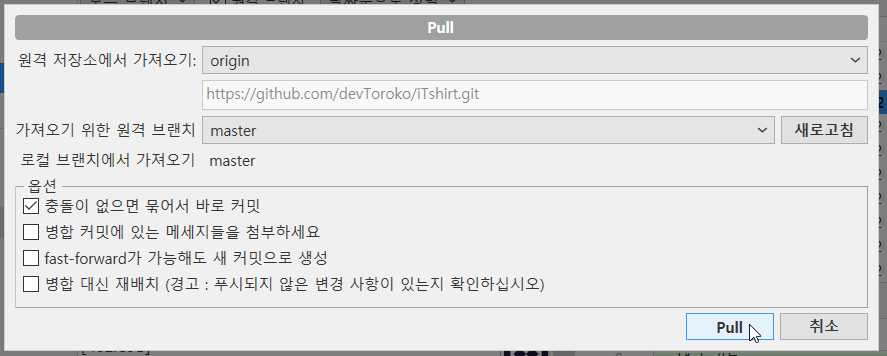 Pull
원격 저장소에서 가져오기: origin
https://github.com/devToroko/iTshirt.git
가져오기 위한 원격 브랜치 master 새로고침
로컬 브랜치에서 가져오기 master
옵션
충돌이 없으면 묶어서 바로 커밋
병합 커밋에 있는 메세지들을 첨부하세요
fast-forward가 가능해도 새 커밋으로 생성
병합 대신 재배치 (경고 : 푸시되지 않은 변경 사항이 있는지 확인하십시오)
Pull 취소